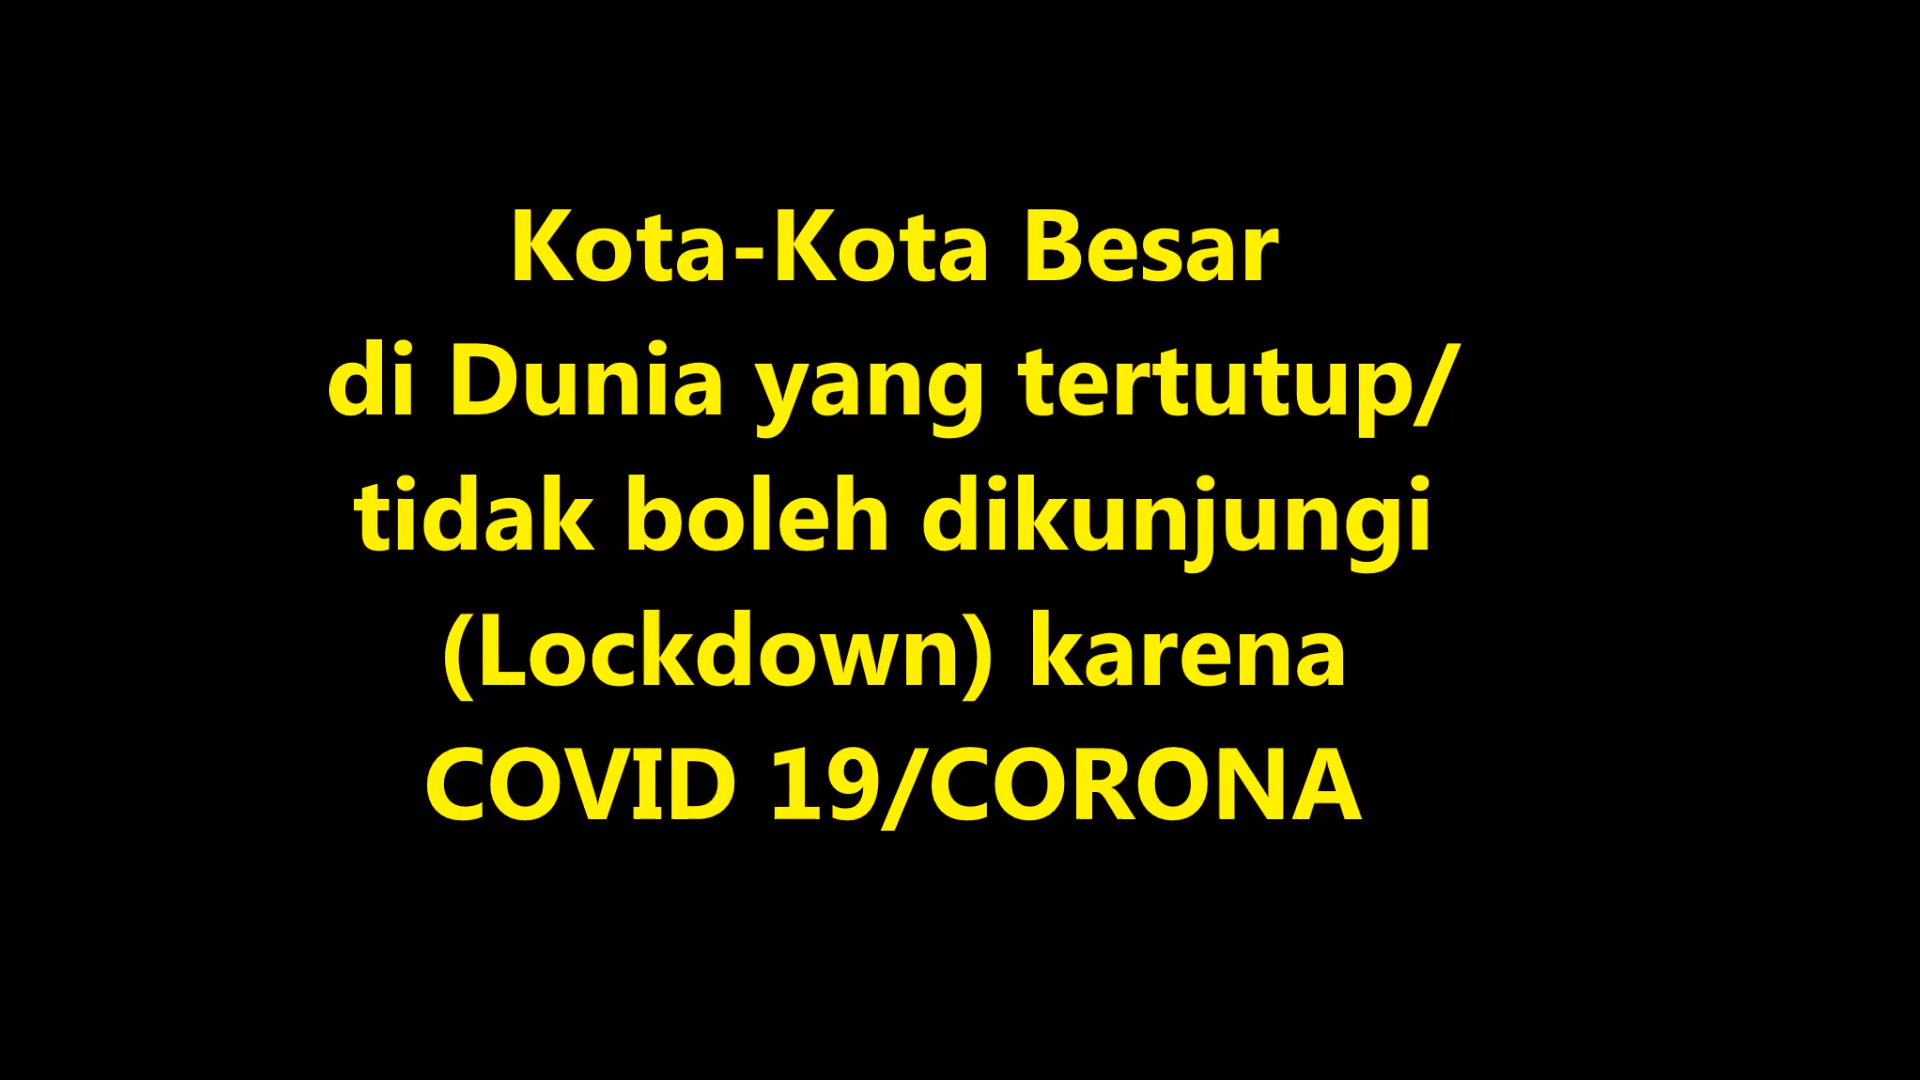 Kota-Kota Besar
di Dunia yang tertutup/
tidak boleh dikunjungi
(Lockdown) karena
COVID 19/CORONA